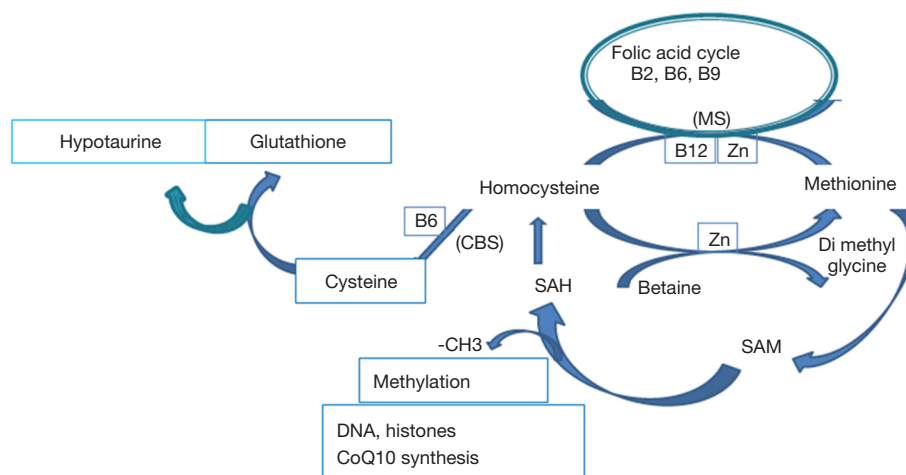 Folic acid cycle
B2, B6, B9
(MS)
B12
Zn
Hypotaurine
Glutathione
Homocysteine
Methionine
B6
(CBS)
Zn
Di methyl
glycine
Cysteine
SAH
Betaine
-CH3
SAM
Methylation
DNA, histones
CoQ10 synthesis